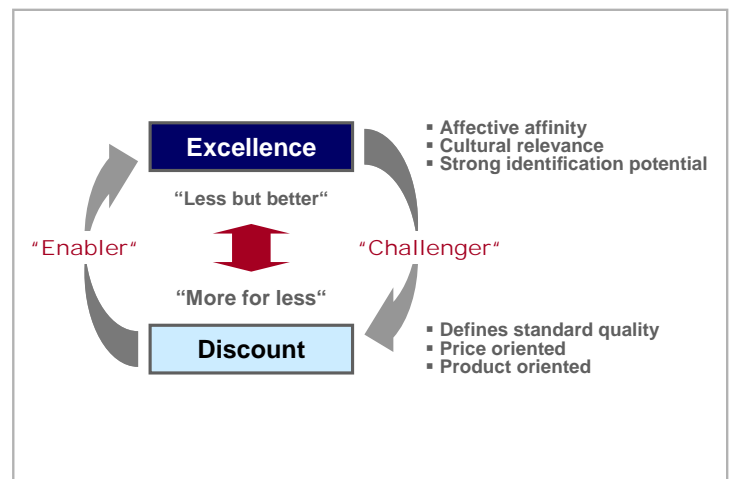 Excellence
▪ Affective affinity
▪ Cultural relevance
▪ Strong identification potential
“Less but better“
“Enabler“
“Challenger“
“More for less“
Discount
▪ Defines standard quality
▪ Price oriented
▪ Product oriented